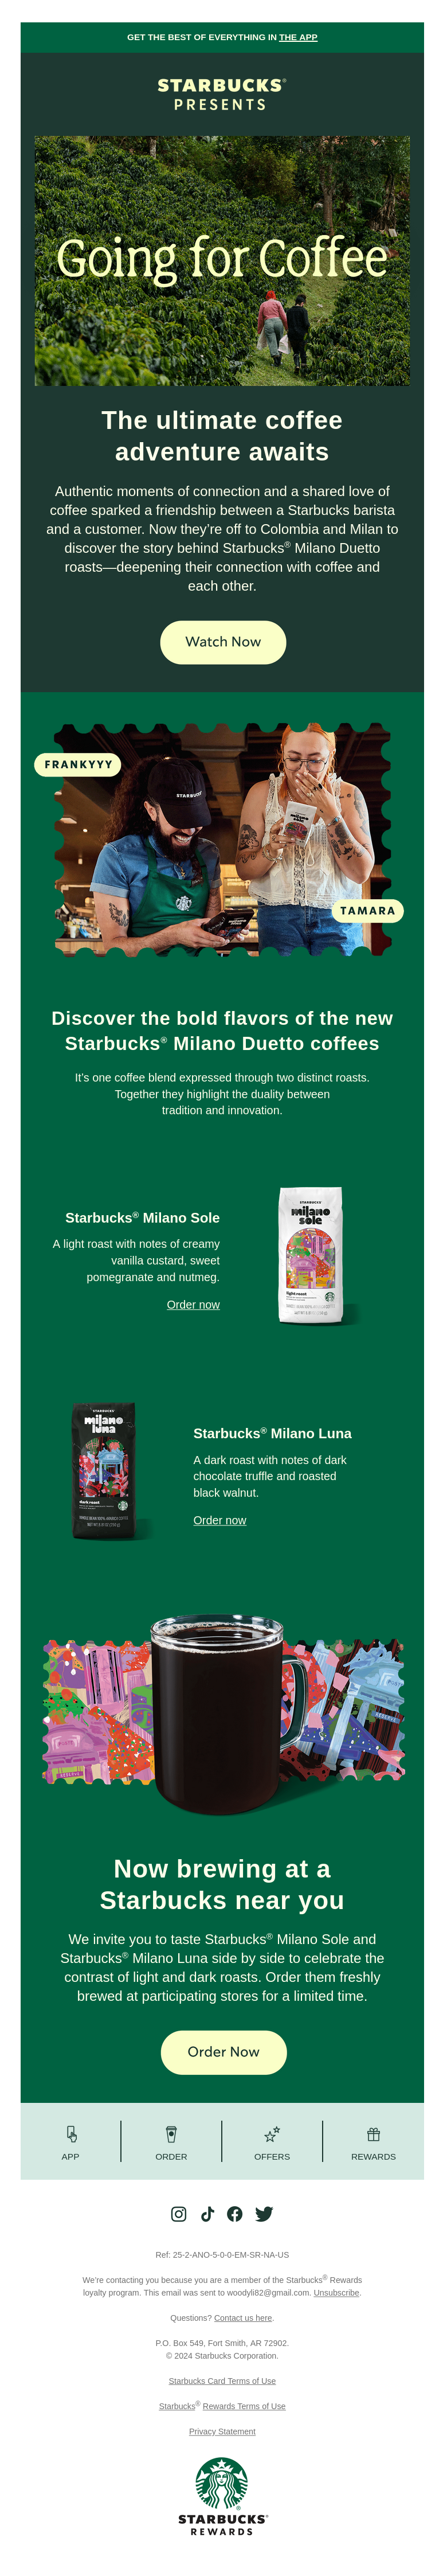 GET THE BEST OF EVERYTHING IN THE APP
STARBUCKS®
PRESENTS
Going for Coffee
The ultimate coffee
adventure awaits
Authentic moments of connection and a shared love of
coffee sparked a friendship between a Starbucks barista
and a customer. Now they’re off to Colombia and Milan to
discover the story behind Starbucks® Milano Duetto
roasts—deepening their connection with coffee and
each other.
Watch Now
FRANKYYY
STARBUCKS
TAMARA
Discover the bold flavors of the new
Starbucks® Milano Duetto coffees
It’s one coffee blend expressed through two distinct roasts.
Together they highlight the duality between
tradition and innovation.
Starbucks® Milano Sole
A light roast with notes of creamy
vanilla custard, sweet
pomegranate and nutmeg.
Order now
STARBUCKS
milano
sole
light roast
STARBUCKS
milano
luna
dark roast
Starbucks® Milano Luna
A dark roast with notes of dark
chocolate truffle and roasted
black walnut.
Order now
RESERVE
Now brewing at a
Starbucks near you
We invite you to taste Starbucks® Milano Sole and
Starbucks® Milano Luna side by side to celebrate the
contrast of light and dark roasts. Order them freshly
brewed at participating stores for a limited time.
Order Now
APP
ORDER
OFFERS
REWARDS
Ref: 25-2-ANO-5-0-0-EM-SR-NA-US
We're contacting you because you are a member of the Starbucks® Rewards
loyalty program. This email was sent to woodyli82@gmail.com. Unsubscribe.
Questions? Contact us here.
P.O. Box 549, Fort Smith, AR 72902.
© 2024 Starbucks Corporation.
Starbucks Card Terms of Use
Starbucks® Rewards Terms of Use
Privacy Statement
STARBUCKS®
REWARDS